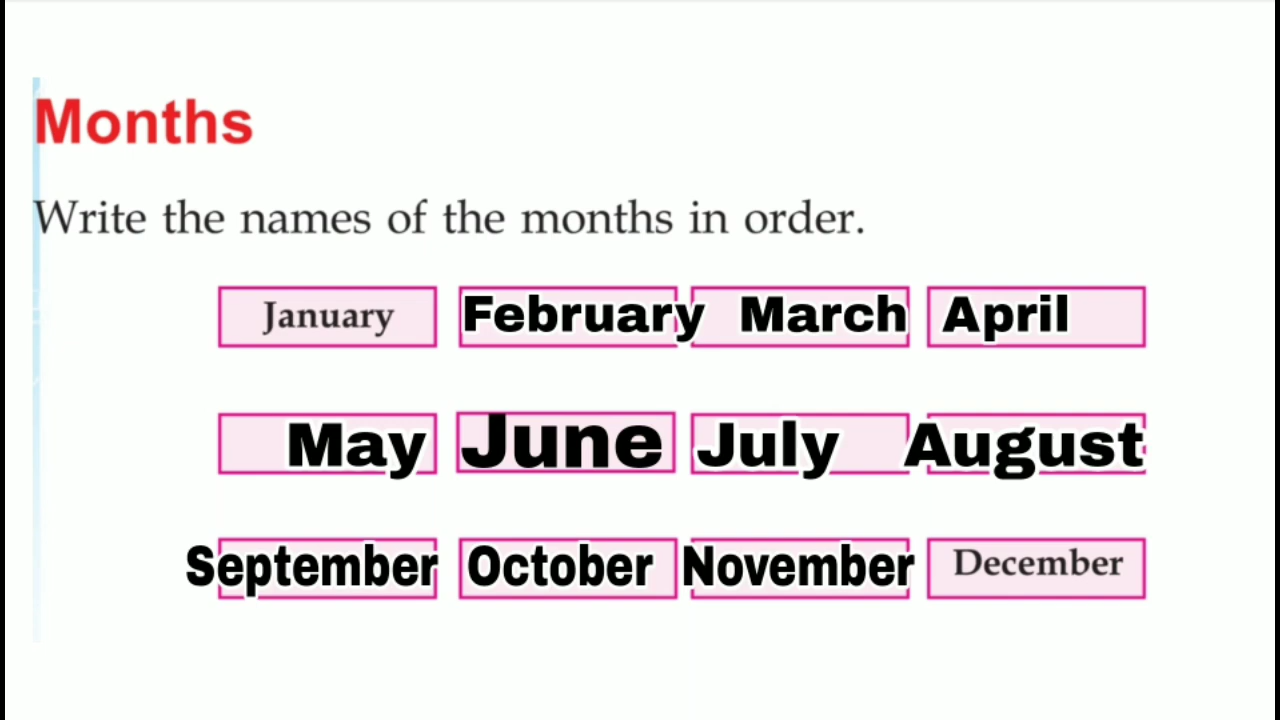 Months
Write the names of the months in order.
January February March April
May June July August
September October November December